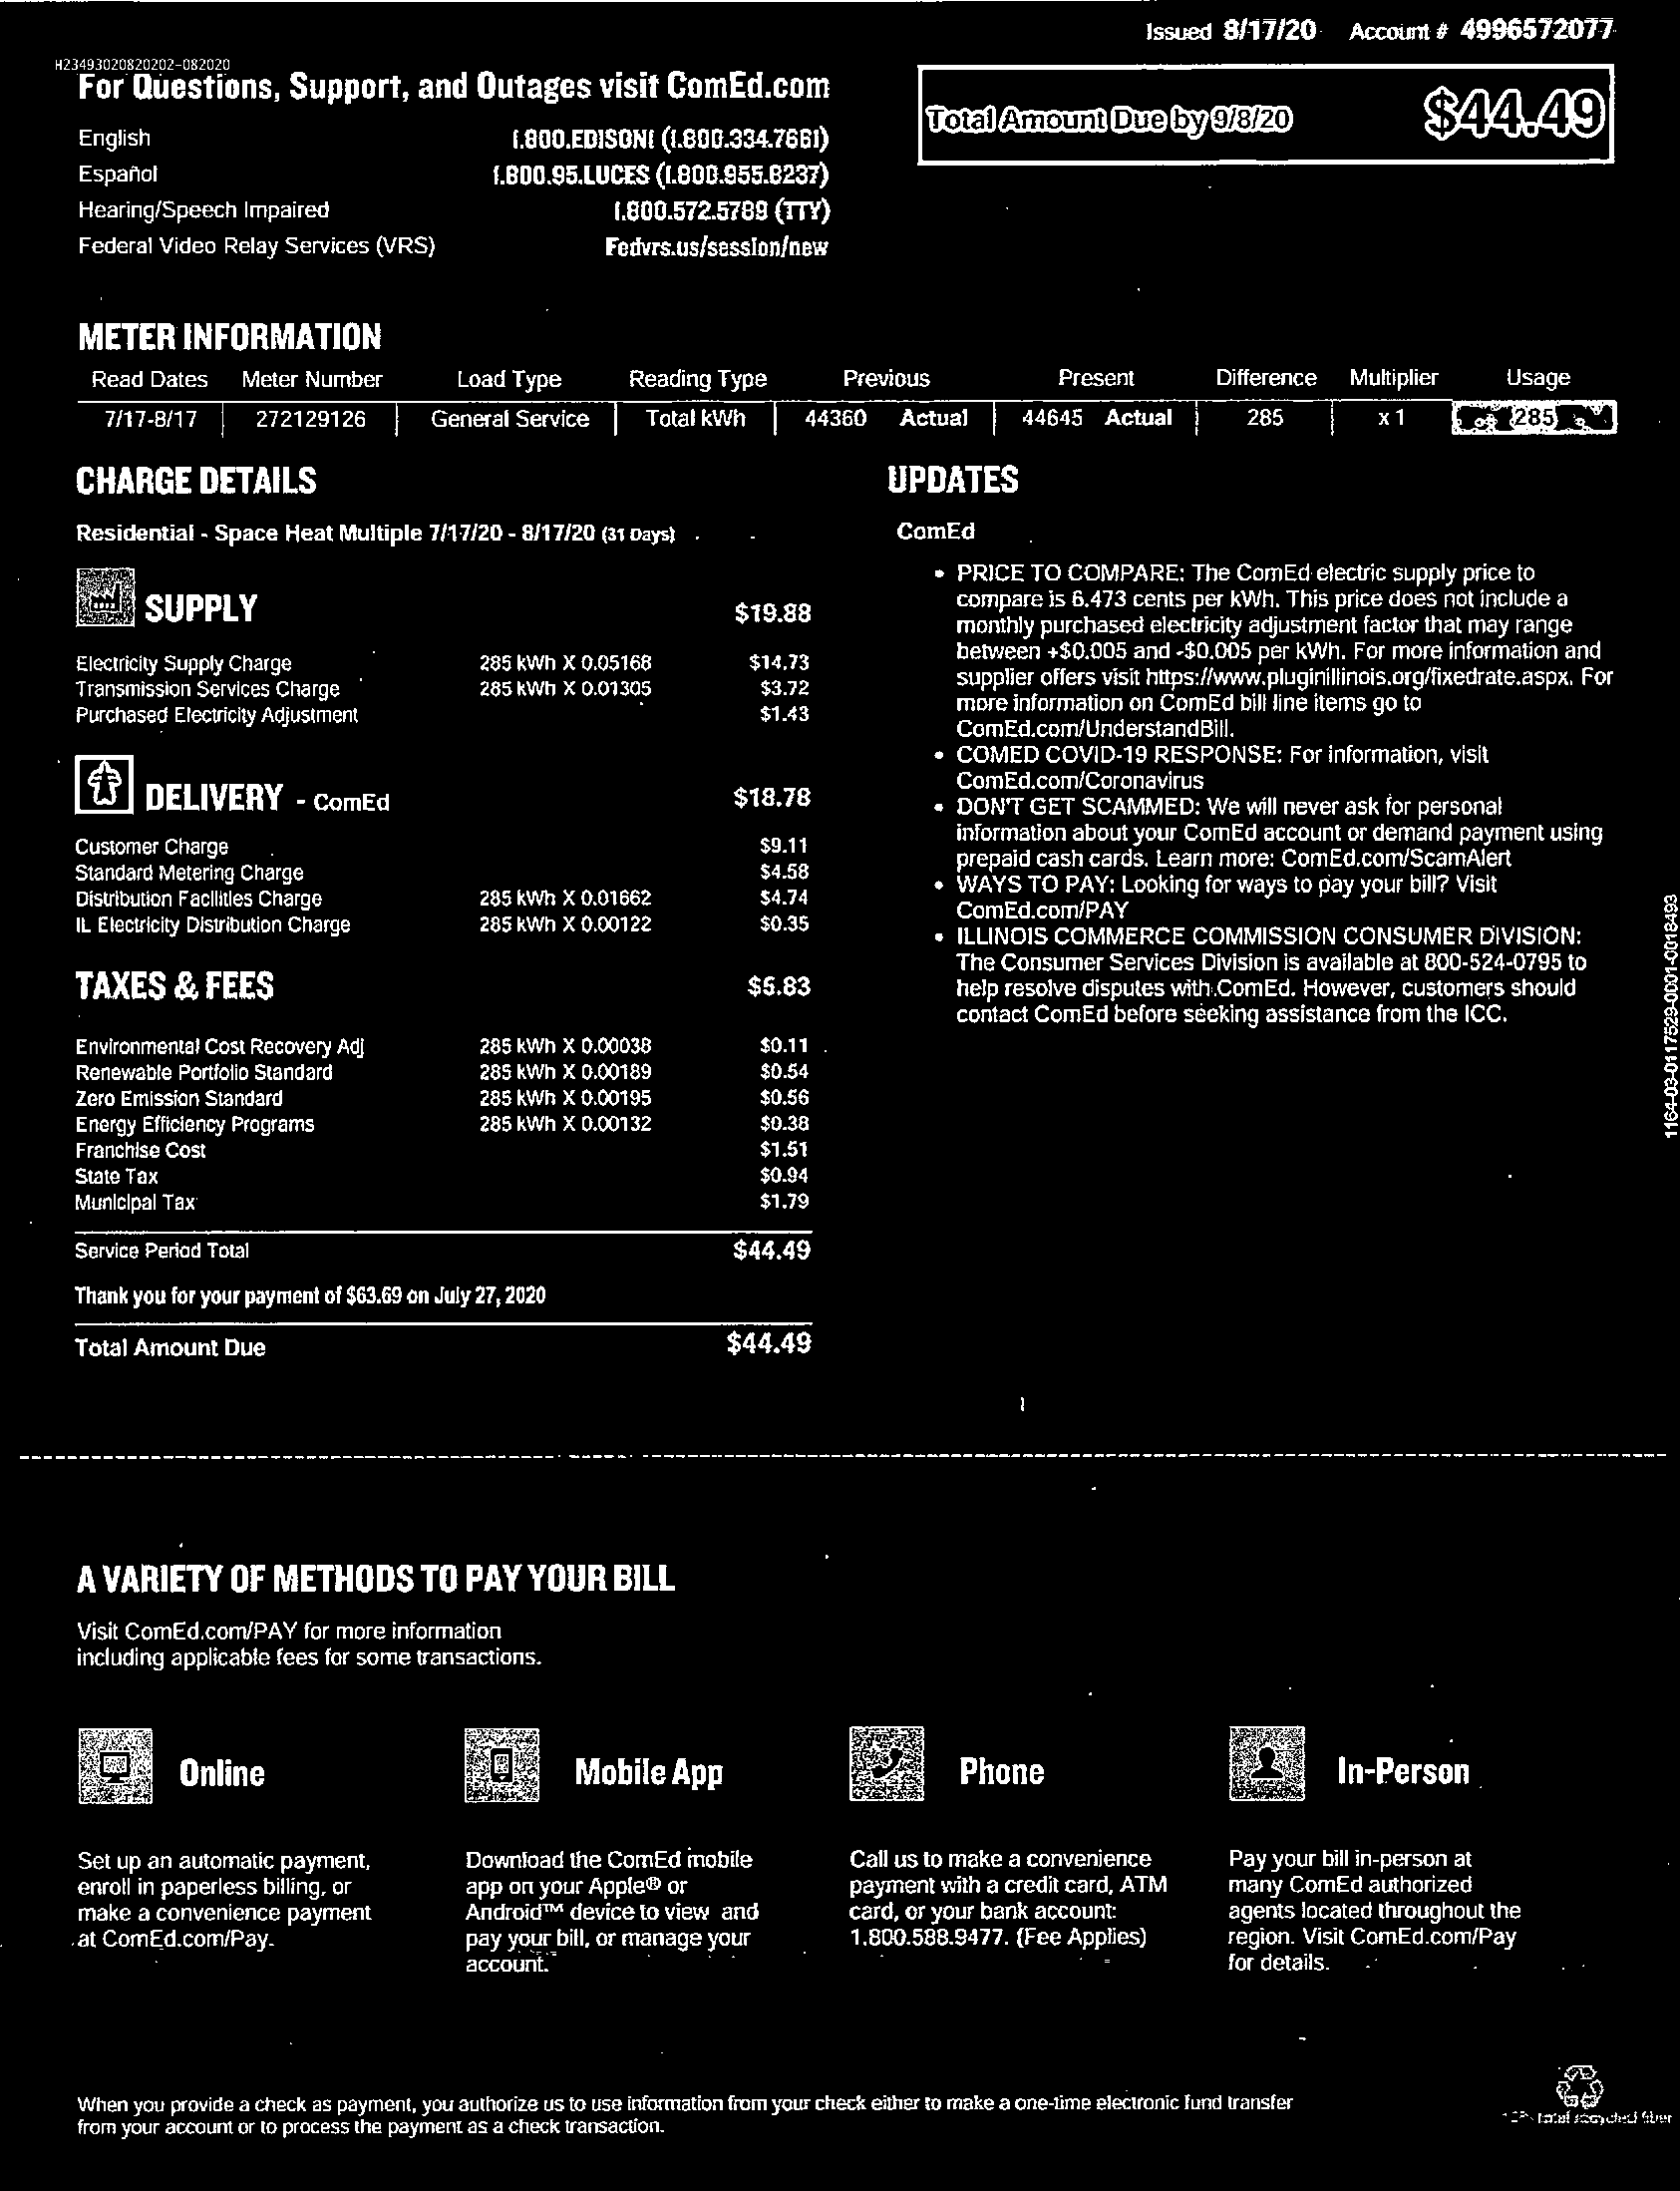 Issued 8/17/20 Account # 4996572077
H23493020820202-082020
For Questions, Support, and Outages visit ComEd.com
English 1.800.EDISON1 (1.800.334.7661)
Español 1.800.95.LUCES (1.800.955.8237)
Hearing/Speech Impaired 1.800.572.5789 (TTY)
Federal Video Relay Services (VRS) Fedvrs.us/session/new
Total Amount Due by 9/8/20 $44.49
METER INFORMATION
Read Dates Meter Number Load Type Reading Type Previous Present Difference Multiplier Usage
7/17-8/17 272129126 General Service Total kWh 44360 Actual 44645 Actual 285 x 1 285
CHARGE DETAILS
Residential - Space Heat Multiple 7/17/20 - 8/17/20 (31 Days)
SUPPLY $19.88
Electricity Supply Charge 285 kWh X 0.05168 $14.73
Transmission Services Charge 285 kWh X 0.01305 $3.72
Purchased Electricity Adjustment $1.43
DELIVERY - ComEd $18.78
Customer Charge $9.11
Standard Metering Charge $4.58
Distribution Facilities Charge 285 kWh X 0.01662 $4.74
IL Electricity Distribution Charge 285 kWh X 0.00122 $0.35
TAXES & FEES $5.83
Environmental Cost Recovery Adj 285 kWh X 0.00038 $0.11
Renewable Portfolio Standard 285 kWh X 0.00189 $0.54
Zero Emission Standard 285 kWh X 0.00195 $0.56
Energy Efficiency Programs 285 kWh X 0.00132 $0.38
Franchise Cost $1.51
State Tax $0.94
Municipal Tax $1.79
Service Period Total $44.49
Thank you for your payment of $63.69 on July 27, 2020
Total Amount Due $44.49
UPDATES
ComEd
• PRICE TO COMPARE: The ComEd electric supply price to
compare is 6.473 cents per kWh. This price does not include a
monthly purchased electricity adjustment factor that may range
between +$0.005 and -$0.005 per kWh. For more information and
supplier offers visit https://www.pluginillinois.org/fixedrate.aspx. For
more information on ComEd bill line items go to
ComEd.com/UnderstandBill.
• COMED COVID-19 RESPONSE: For information, visit
ComEd.com/Coronavirus
• DON'T GET SCAMMED: We will never ask for personal
information about your ComEd account or demand payment using
prepaid cash cards. Learn more: ComEd.com/ScamAlert
• WAYS TO PAY: Looking for ways to pay your bill? Visit
ComEd.com/PAY
• ILLINOIS COMMERCE COMMISSION CONSUMER DIVISION:
The Consumer Services Division is available at 800-524-0795 to
help resolve disputes with ComEd. However, customers should
contact ComEd before seeking assistance from the ICC.
1164-03-0117529-0001-0018493
A VARIETY OF METHODS TO PAY YOUR BILL
Visit ComEd.com/PAY for more information
including applicable fees for some transactions.
Online
Set up an automatic payment,
enroll in paperless billing, or
make a convenience payment
at ComEd.com/Pay.
Mobile App
Download the ComEd mobile
app on your Apple® or
Android™ device to view and
pay your bill, or manage your
account.
Phone
Call us to make a convenience
payment with a credit card, ATM
card, or your bank account:
1.800.588.9477. (Fee Applies)
In-Person
Pay your bill in-person at
many ComEd authorized
agents located throughout the
region. Visit ComEd.com/Pay
for details.
When you provide a check as payment, you authorize us to use information from your check either to make a one-time electronic fund transfer
from your account or to process the payment as a check transaction.
total recycled fiber